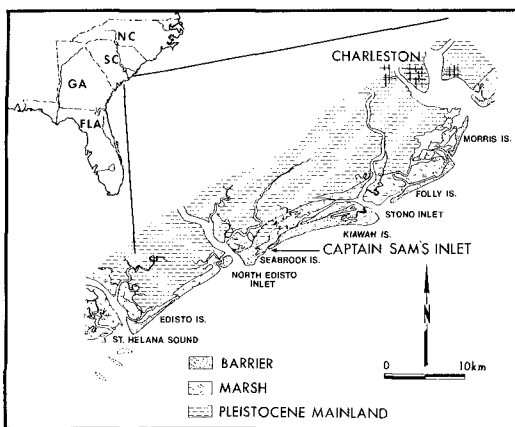 NC
SC
GA
FLA
CHARLESTON
MORRIS IS.
FOLLY IS.
STONO INLET
KIAWAH IS.
CAPTAIN SAM'S INLET
SEABROOK IS.
NORTH EDISTO
INLET
EDISTO IS.
ST. HELANA SOUND
N
BARRIER
MARSH
PLEISTOCENE MAINLAND
0 10km